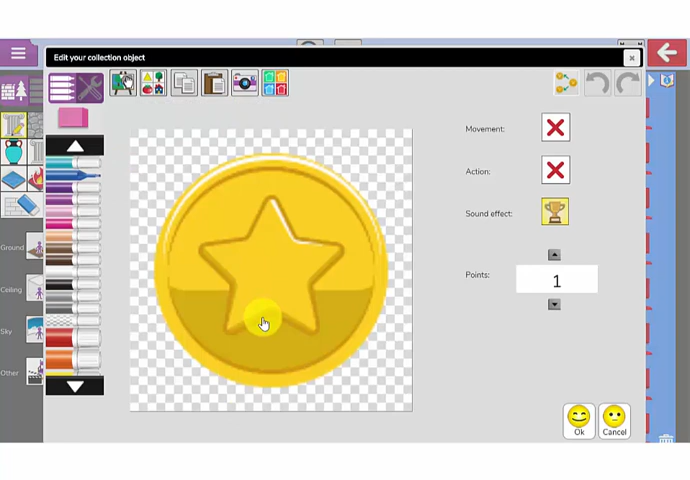 Edit your collection object
x
Movement:
Action:
Sound effect:
Points:
1
Ground
Ceiling
Sky
Other
Ok
Cancel